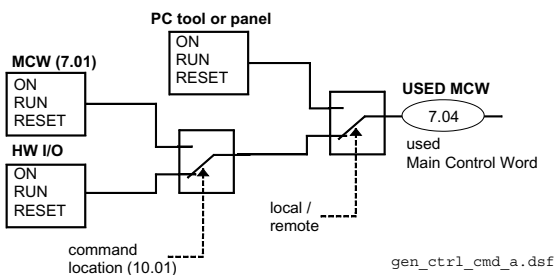 PC tool or panel
ON
RUN
RESET
MCW (7.01)
ON
RUN
RESET
USED MCW
7.04
used
Main Control Word
HW I/O
ON
RUN
RESET
local /
remote
command
location (10.01)
gen_ctrl_cmd_a.dsf